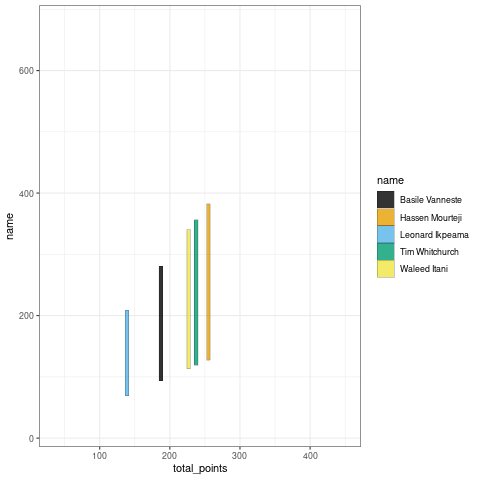 600
400
200
0
name
100
200
300
400
total_points
name
Basile Vanneste
Hassen Mourteji
Leonard Ikpeama
Tim Whitchurch
Waleed Itani